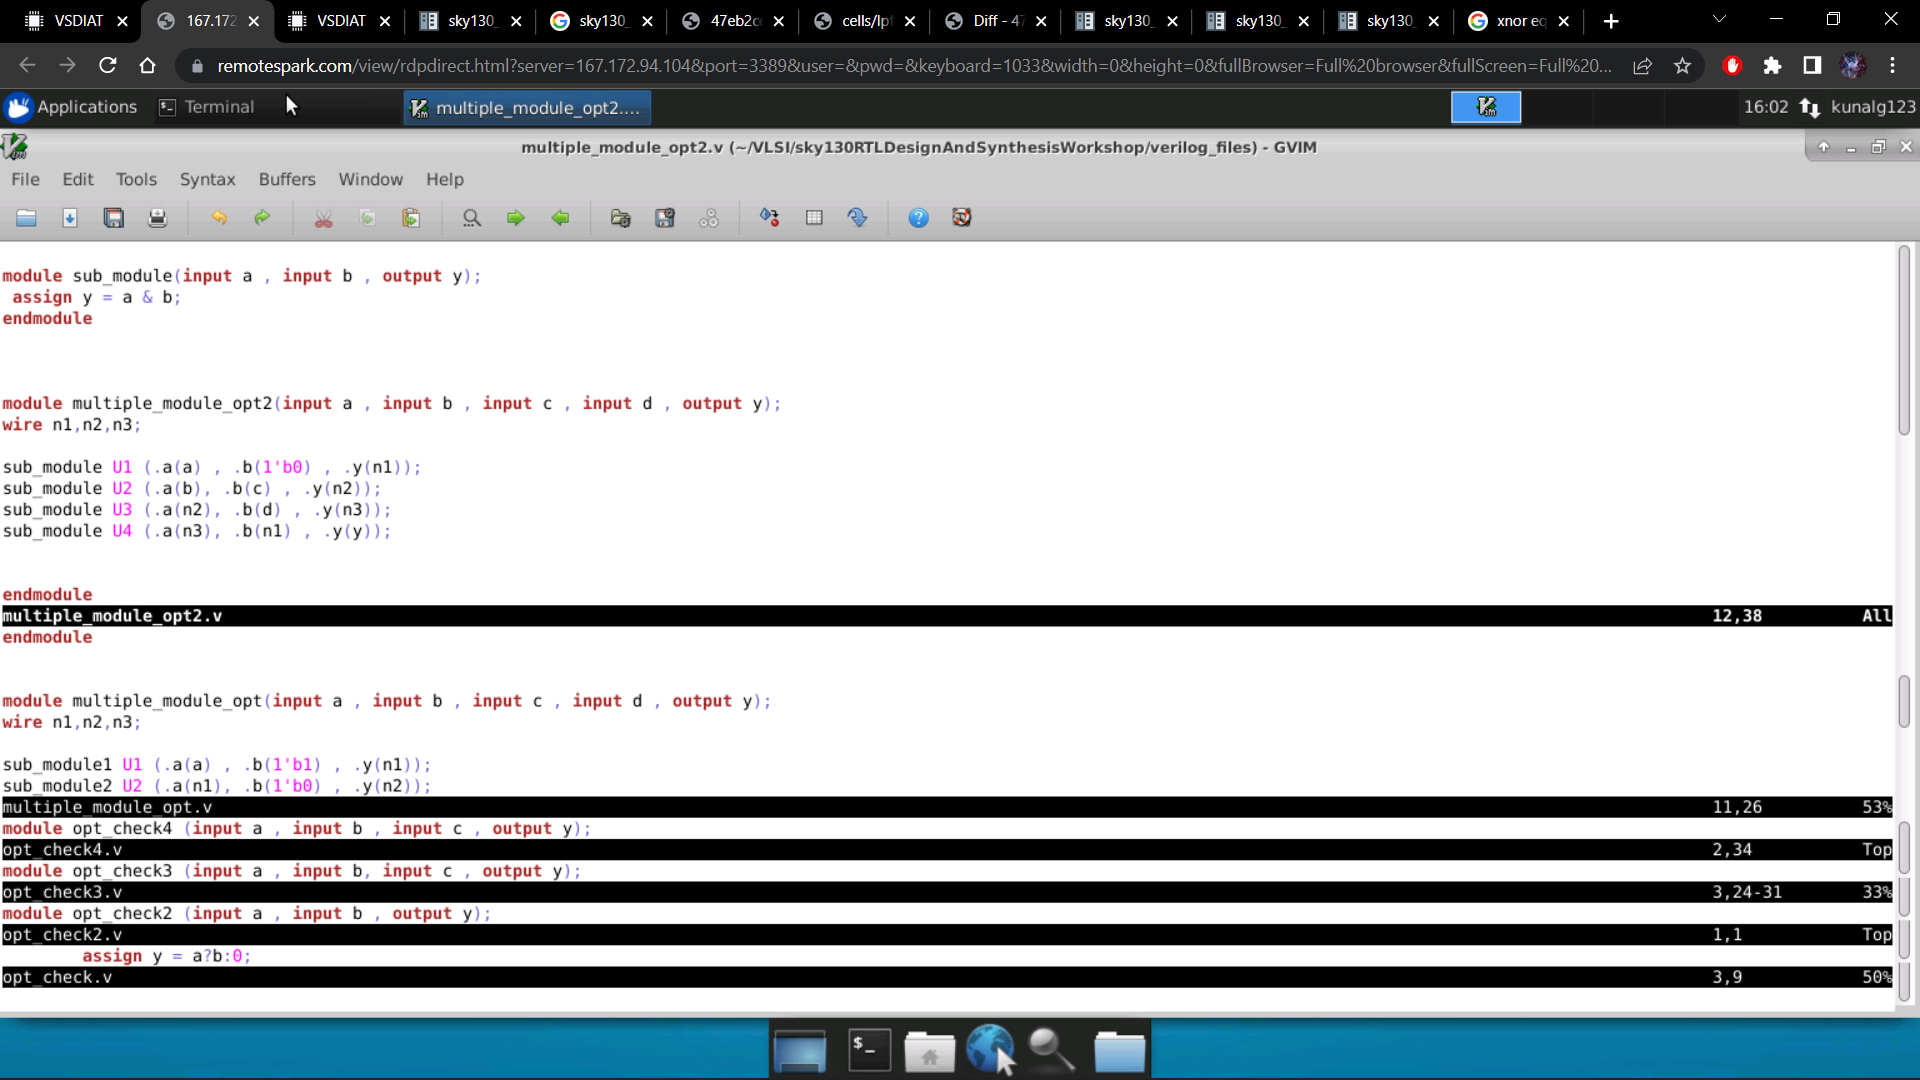 VSDIAT
167.172
VSDIAT
sky130_
sky130_
47eb2c
cells/lpf
Diff - 47
sky130_
sky130_
sky130_
xnor eq
remotespark.com/view/rdpdirect.html?server=167.172.94.104&port=3389&user=&pwd=&keyboard=1033&width=0&height=0&fullBrowser=Full%20browser&fullScreen=Full%20...
Applications
Terminal
multiple_module_opt2....
16:02
kunalg123
multiple_module_opt2.v (~/VLSI/sky130RTLDesignAndSynthesisWorkshop/verilog_files) - GVIM
File Edit Tools Syntax Buffers Window Help
module sub_module(input a , input b , output y);
assign y = a & b;
endmodule
module multiple_module_opt2(input a , input b , input c , input d , output y);
wire n1,n2,n3;
sub_module U1 (.a(a) , .b(1'b0) , .y(n1));
sub_module U2 (.a(b), .b(c) , .y(n2));
sub_module U3 (.a(n2), .b(d) , .y(n3));
sub_module U4 (.a(n3), .b(n1) , .y(y));
endmodule
multiple_module_opt2.v 12,38 All
endmodule
module multiple_module_opt(input a , input b , input c , input d , output y);
wire n1,n2,n3;
sub_module1 U1 (.a(a) , .b(1'b1) , .y(n1));
sub_module2 U2 (.a(n1), .b(1'b0) , .y(n2));
multiple_module_opt.v 11,26 53%
module opt_check4 (input a , input b , input c , output y);
opt_check4.v 2,34 Top
module opt_check3 (input a , input b, input c , output y);
opt_check3.v 3,24-31 33%
module opt_check2 (input a , input b , output y);
opt_check2.v 1,1 Top
assign y = a?b:0;
opt_check.v 3,9 50%